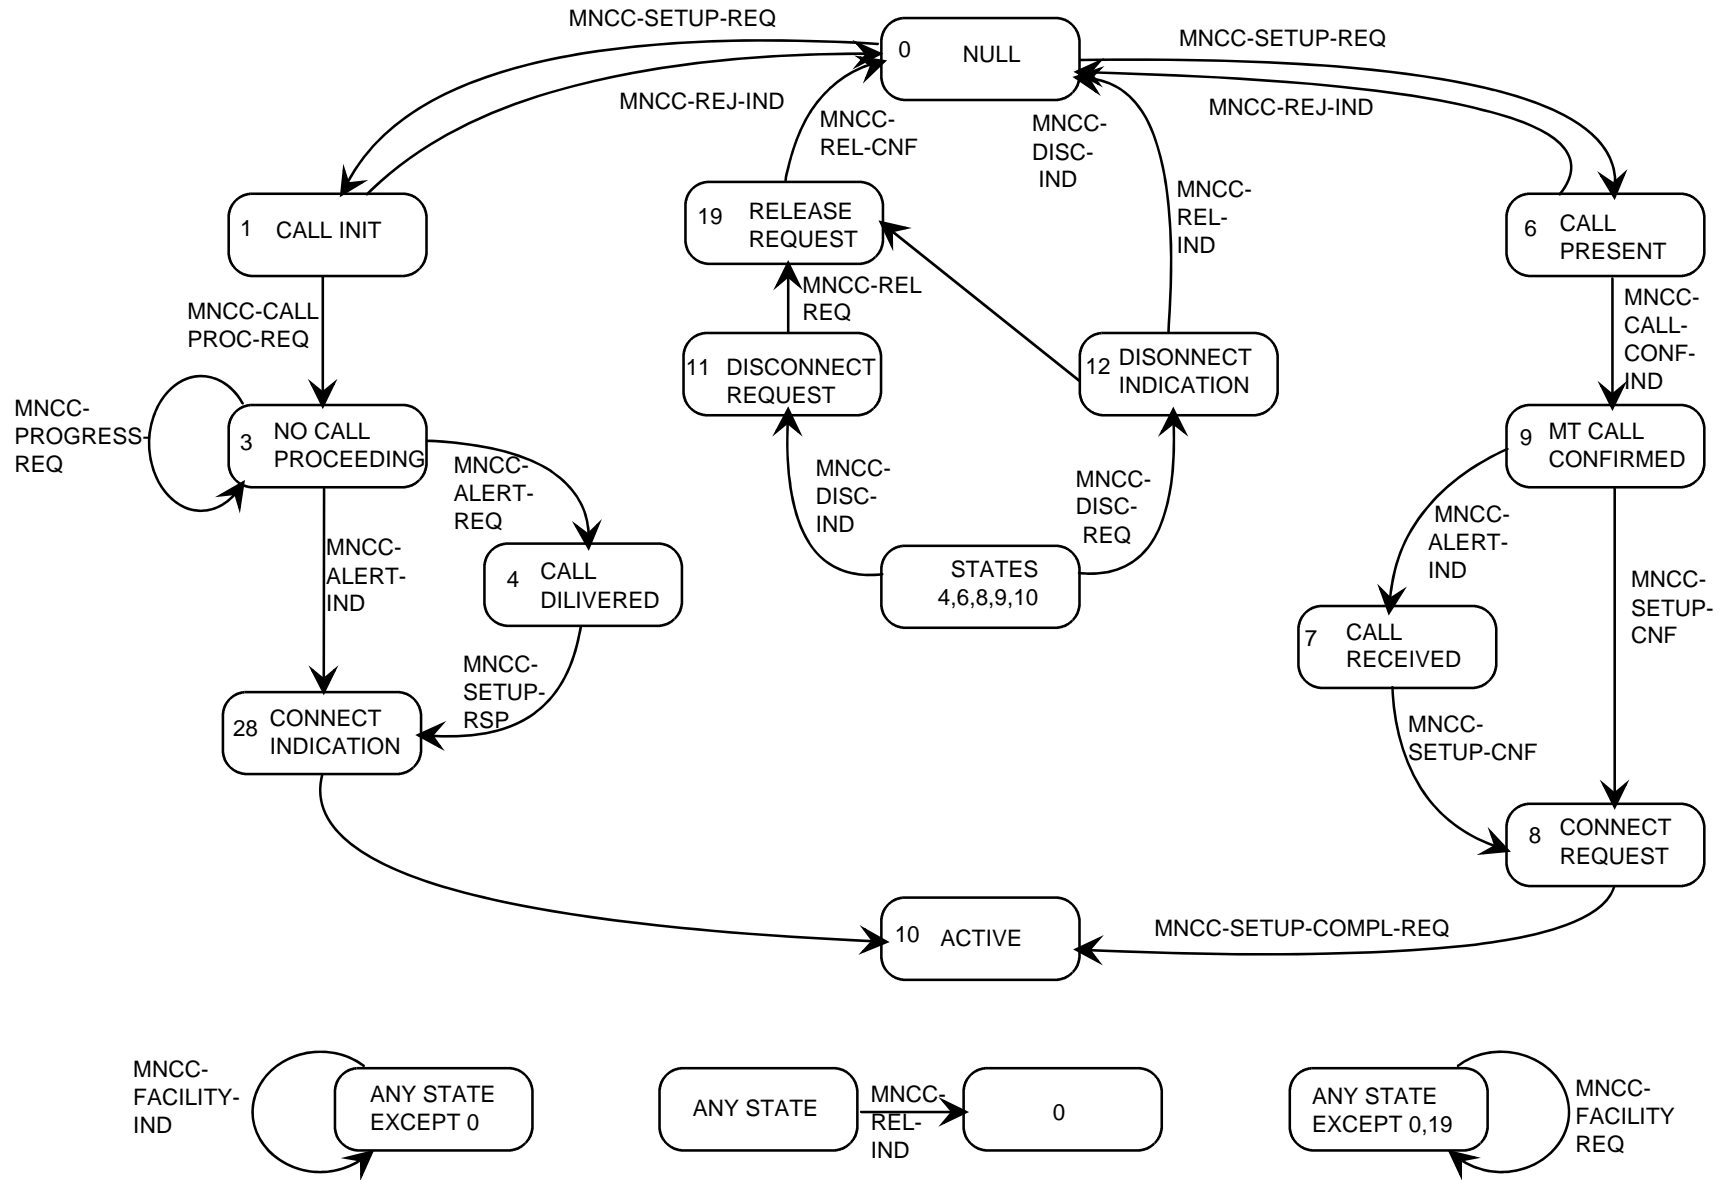 MNCC-SETUP-REQ
0 NULL
MNCC-SETUP-REQ
MNCC-REJ-IND
MNCC-REJ-IND
MNCC-
REL-CNF
MNCC-
DISC-
IND
MNCC-
REL-
IND
1 CALL INIT
19 RELEASE
REQUEST
6 CALL
PRESENT
MNCC-CALL
PROC-REQ
MNCC-REL
REQ
MNCC-
CALL-
CONF-
IND
11 DISCONNECT
REQUEST
12 DISONNECT
INDICATION
MNCC-
PROGRESS-
REQ
3 NO CALL
PROCEEDING
MNCC-
ALERT-
REQ
MNCC-
DISC-
IND
MNCC-
DISC-
REQ
9 MT CALL
CONFIRMED
MNCC-
ALERT-
IND
MNCC-
ALERT-
IND
4 CALL
DILIVERED
STATES
4,6,8,9,10
MNCC-
SETUP-
CNF
7 CALL
RECEIVED
MNCC-
SETUP-
RSP
28 CONNECT
INDICATION
MNCC-
SETUP-CNF
8 CONNECT
REQUEST
10 ACTIVE
MNCC-SETUP-COMPL-REQ
MNCC-
FACILITY-
IND
ANY STATE
EXCEPT 0
ANY STATE
MNCC-
REL-
IND
0
ANY STATE
EXCEPT 0,19
MNCC-
FACILITY
REQ